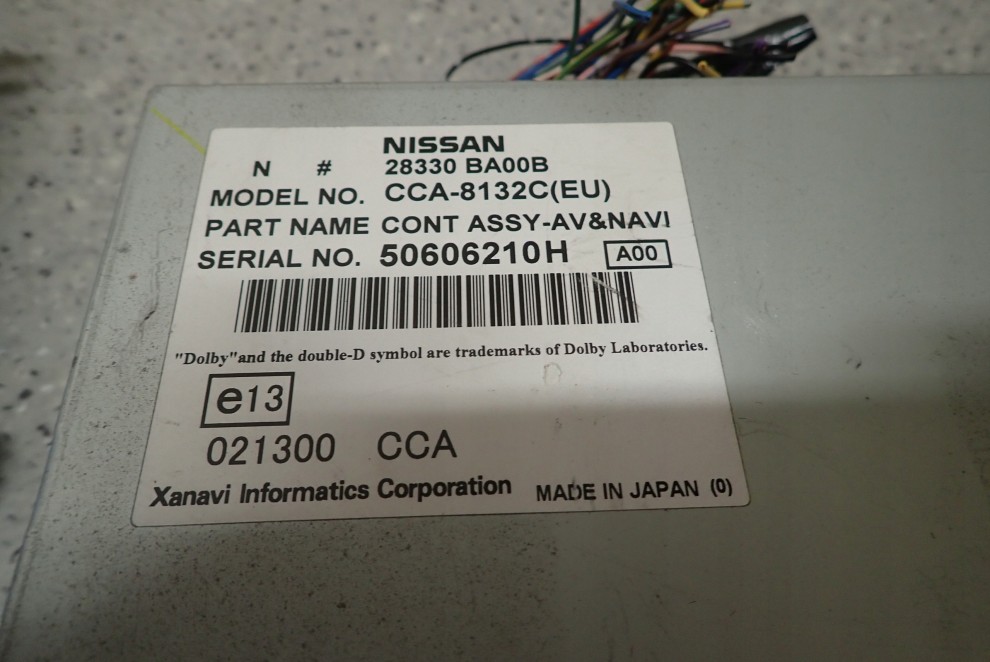 NISSAN
N # 28330 BA00B
MODEL NO. CCA-8132C(EU)
PART NAME CONT ASSY-AV&NAVI
SERIAL NO. 50606210H A00
"Dolby"and the double-D symbol are trademarks of Dolby Laboratories.
e13
021300 CCA
Xanavi Informatics Corporation MADE IN JAPAN (0)